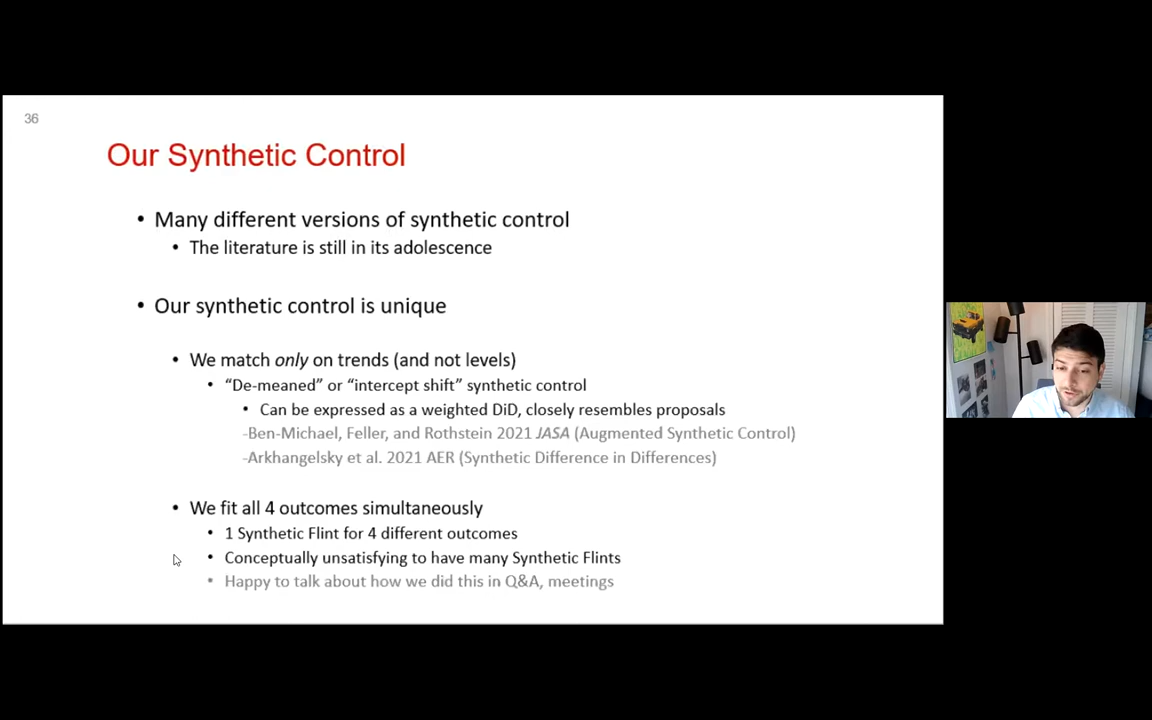 36
Our Synthetic Control
• Many different versions of synthetic control
• The literature is still in its adolescence
• Our synthetic control is unique
• We match only on trends (and not levels)
• “De-meaned” or “intercept shift” synthetic control
• Can be expressed as a weighted DiD, closely resembles proposals
-Ben-Michael, Feller, and Rothstein 2021 JASA (Augmented Synthetic Control)
-Arkhangelsky et al. 2021 AER (Synthetic Difference in Differences)
• We fit all 4 outcomes simultaneously
• 1 Synthetic Flint for 4 different outcomes
• Conceptually unsatisfying to have many Synthetic Flints
• Happy to talk about how we did this in Q&A, meetings